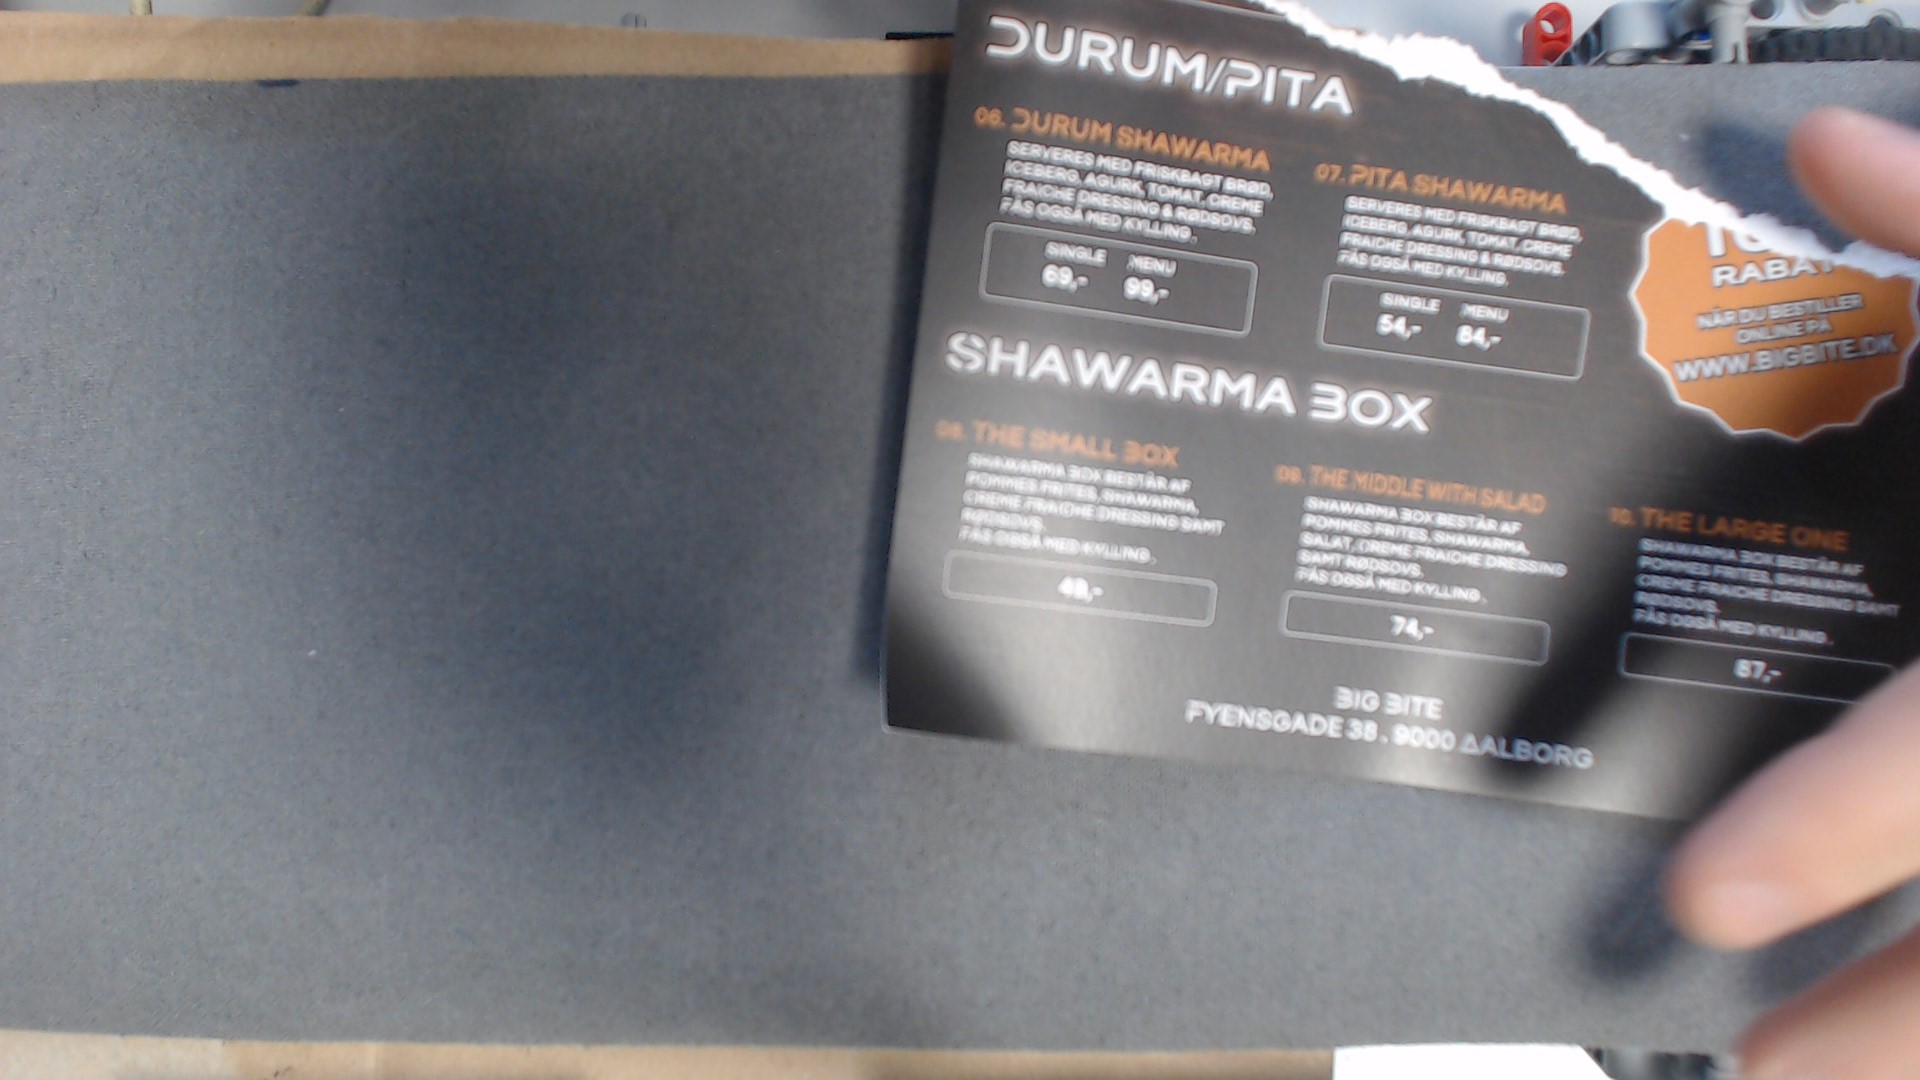 DURUM/PITA
06. DURUM SHAWARMA
SERVERES MED FRISKBAGT BRØD,
ICEBERG, AGURK, TOMAT, CREME
FRAICHE DRESSING & RØDSOVS.
FÅS OGSÅ MED KYLLING.
SINGLE MENU
69,- 99,-
07. PITA SHAWARMA
SERVERES MED FRISKBAGT BRØD,
ICEBERG, AGURK, TOMAT, CREME
FRAICHE DRESSING & RØDSOVS.
FÅS OGSÅ MED KYLLING.
SINGLE MENU
54,- 84,-
RABAT
NÅR DU BESTILLER
ONLINE PÅ
WWW.BIGBITE.DK
SHAWARMA BOX
THE SMALL BOX
SHAWARMA BOX BESTÅR AF
POMMES FRITES, SHAWARMA,
CREME FRAICHE DRESSING SAMT
RØDSOVS.
FÅS OGSÅ MED KYLLING.
THE MIDDLE WITH SALAD
SHAWARMA BOX BESTÅR AF
POMMES FRITES, SHAWARMA,
SALAT, CREME FRAICHE DRESSING
SAMT RØDSOVS.
FÅS OGSÅ MED KYLLING.
74,-
10. THE LARGE ONE
SHAWARMA BOX BESTÅR AF
POMMES FRITES, SHAWARMA,
CREME FRAICHE DRESSING SAMT
RØDSOVS.
FÅS OGSÅ MED KYLLING.
BIG BITE
FYENSGADE 38 . 9000 AALBORG